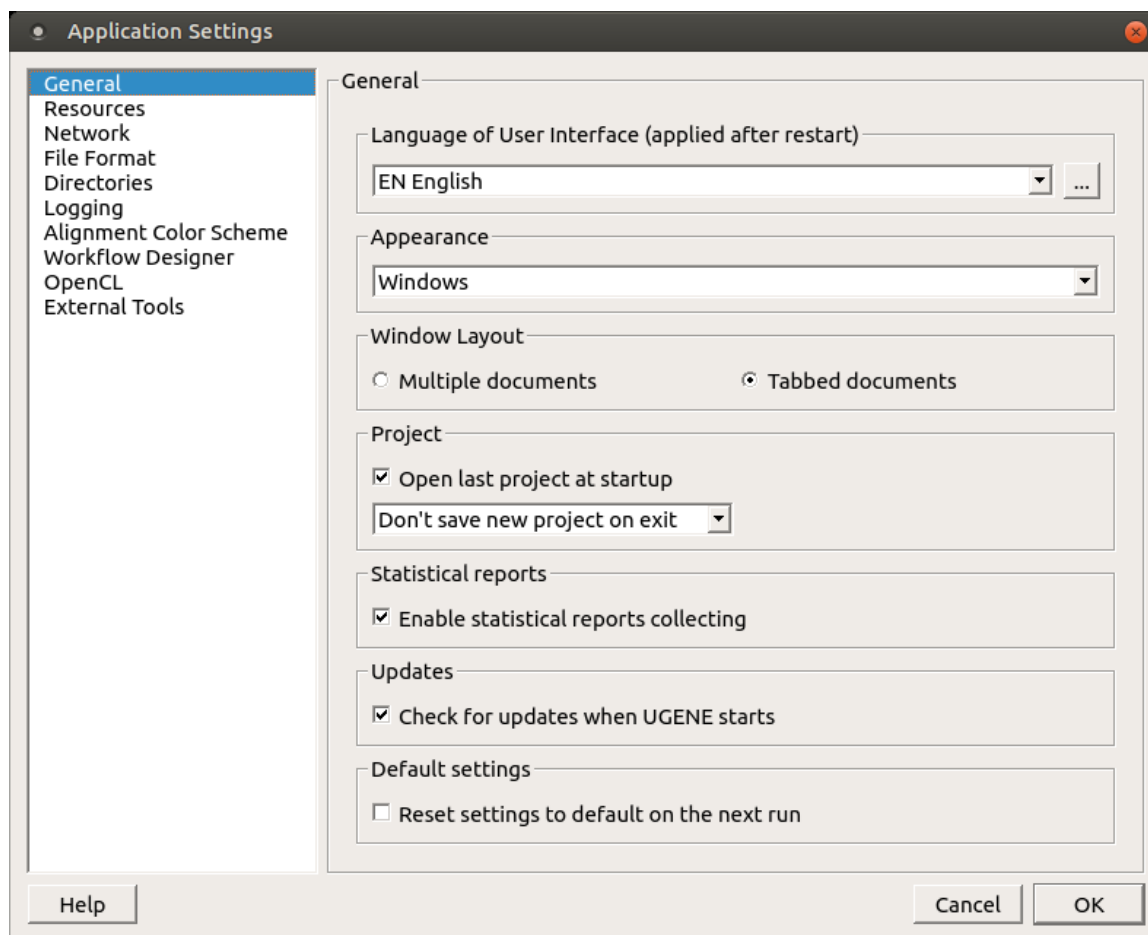 Application Settings
General
Resources
Network
File Format
Directories
Logging
Alignment Color Scheme
Workflow Designer
OpenCL
External Tools
General
Language of User Interface (applied after restart)
EN English
...
Appearance
Windows
Window Layout
Multiple documents
Tabbed documents
Project
Open last project at startup
Don't save new project on exit
Statistical reports
Enable statistical reports collecting
Updates
Check for updates when UGENE starts
Default settings
Reset settings to default on the next run
Help
Cancel
OK